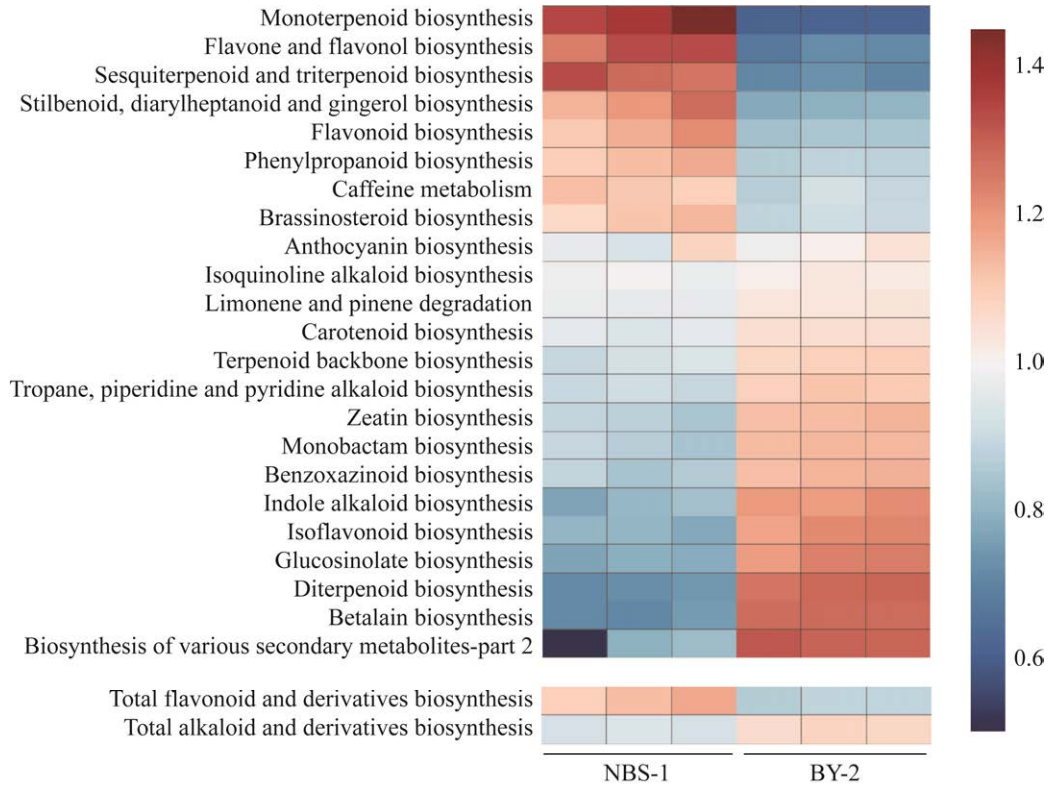 Monoterpenoid biosynthesis
Flavone and flavonol biosynthesis
Sesquiterpenoid and triterpenoid biosynthesis
Stilbenoid, diarylheptanoid and gingerol biosynthesis
Flavonoid biosynthesis
Phenylpropanoid biosynthesis
Caffeine metabolism
Brassinosteroid biosynthesis
Anthocyanin biosynthesis
Isoquinoline alkaloid biosynthesis
Limonene and pinene degradation
Carotenoid biosynthesis
Terpenoid backbone biosynthesis
Tropane, piperidine and pyridine alkaloid biosynthesis
Zeatin biosynthesis
Monobactam biosynthesis
Benzoxazinoid biosynthesis
Indole alkaloid biosynthesis
Isoflavonoid biosynthesis
Glucosinolate biosynthesis
Diterpenoid biosynthesis
Betalain biosynthesis
Biosynthesis of various secondary metabolites-part 2
Total flavonoid and derivatives biosynthesis
Total alkaloid and derivatives biosynthesis
NBS-1
BY-2
1.4
1.2
1.0
0.8
0.6